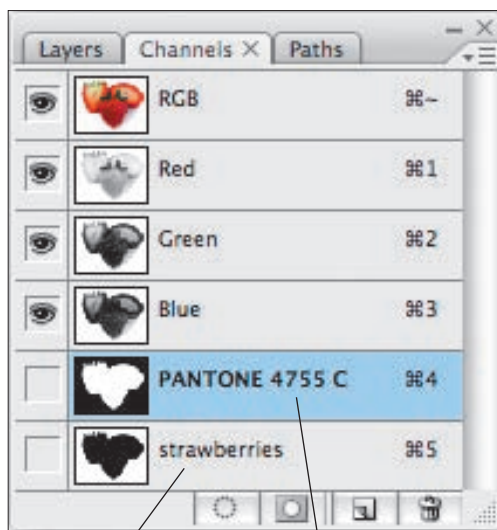 Layers Channels × Paths
RGB ⌘~
Red ⌘1
Green ⌘2
Blue ⌘3
PANTONE 4755 C ⌘4
strawberries ⌘5